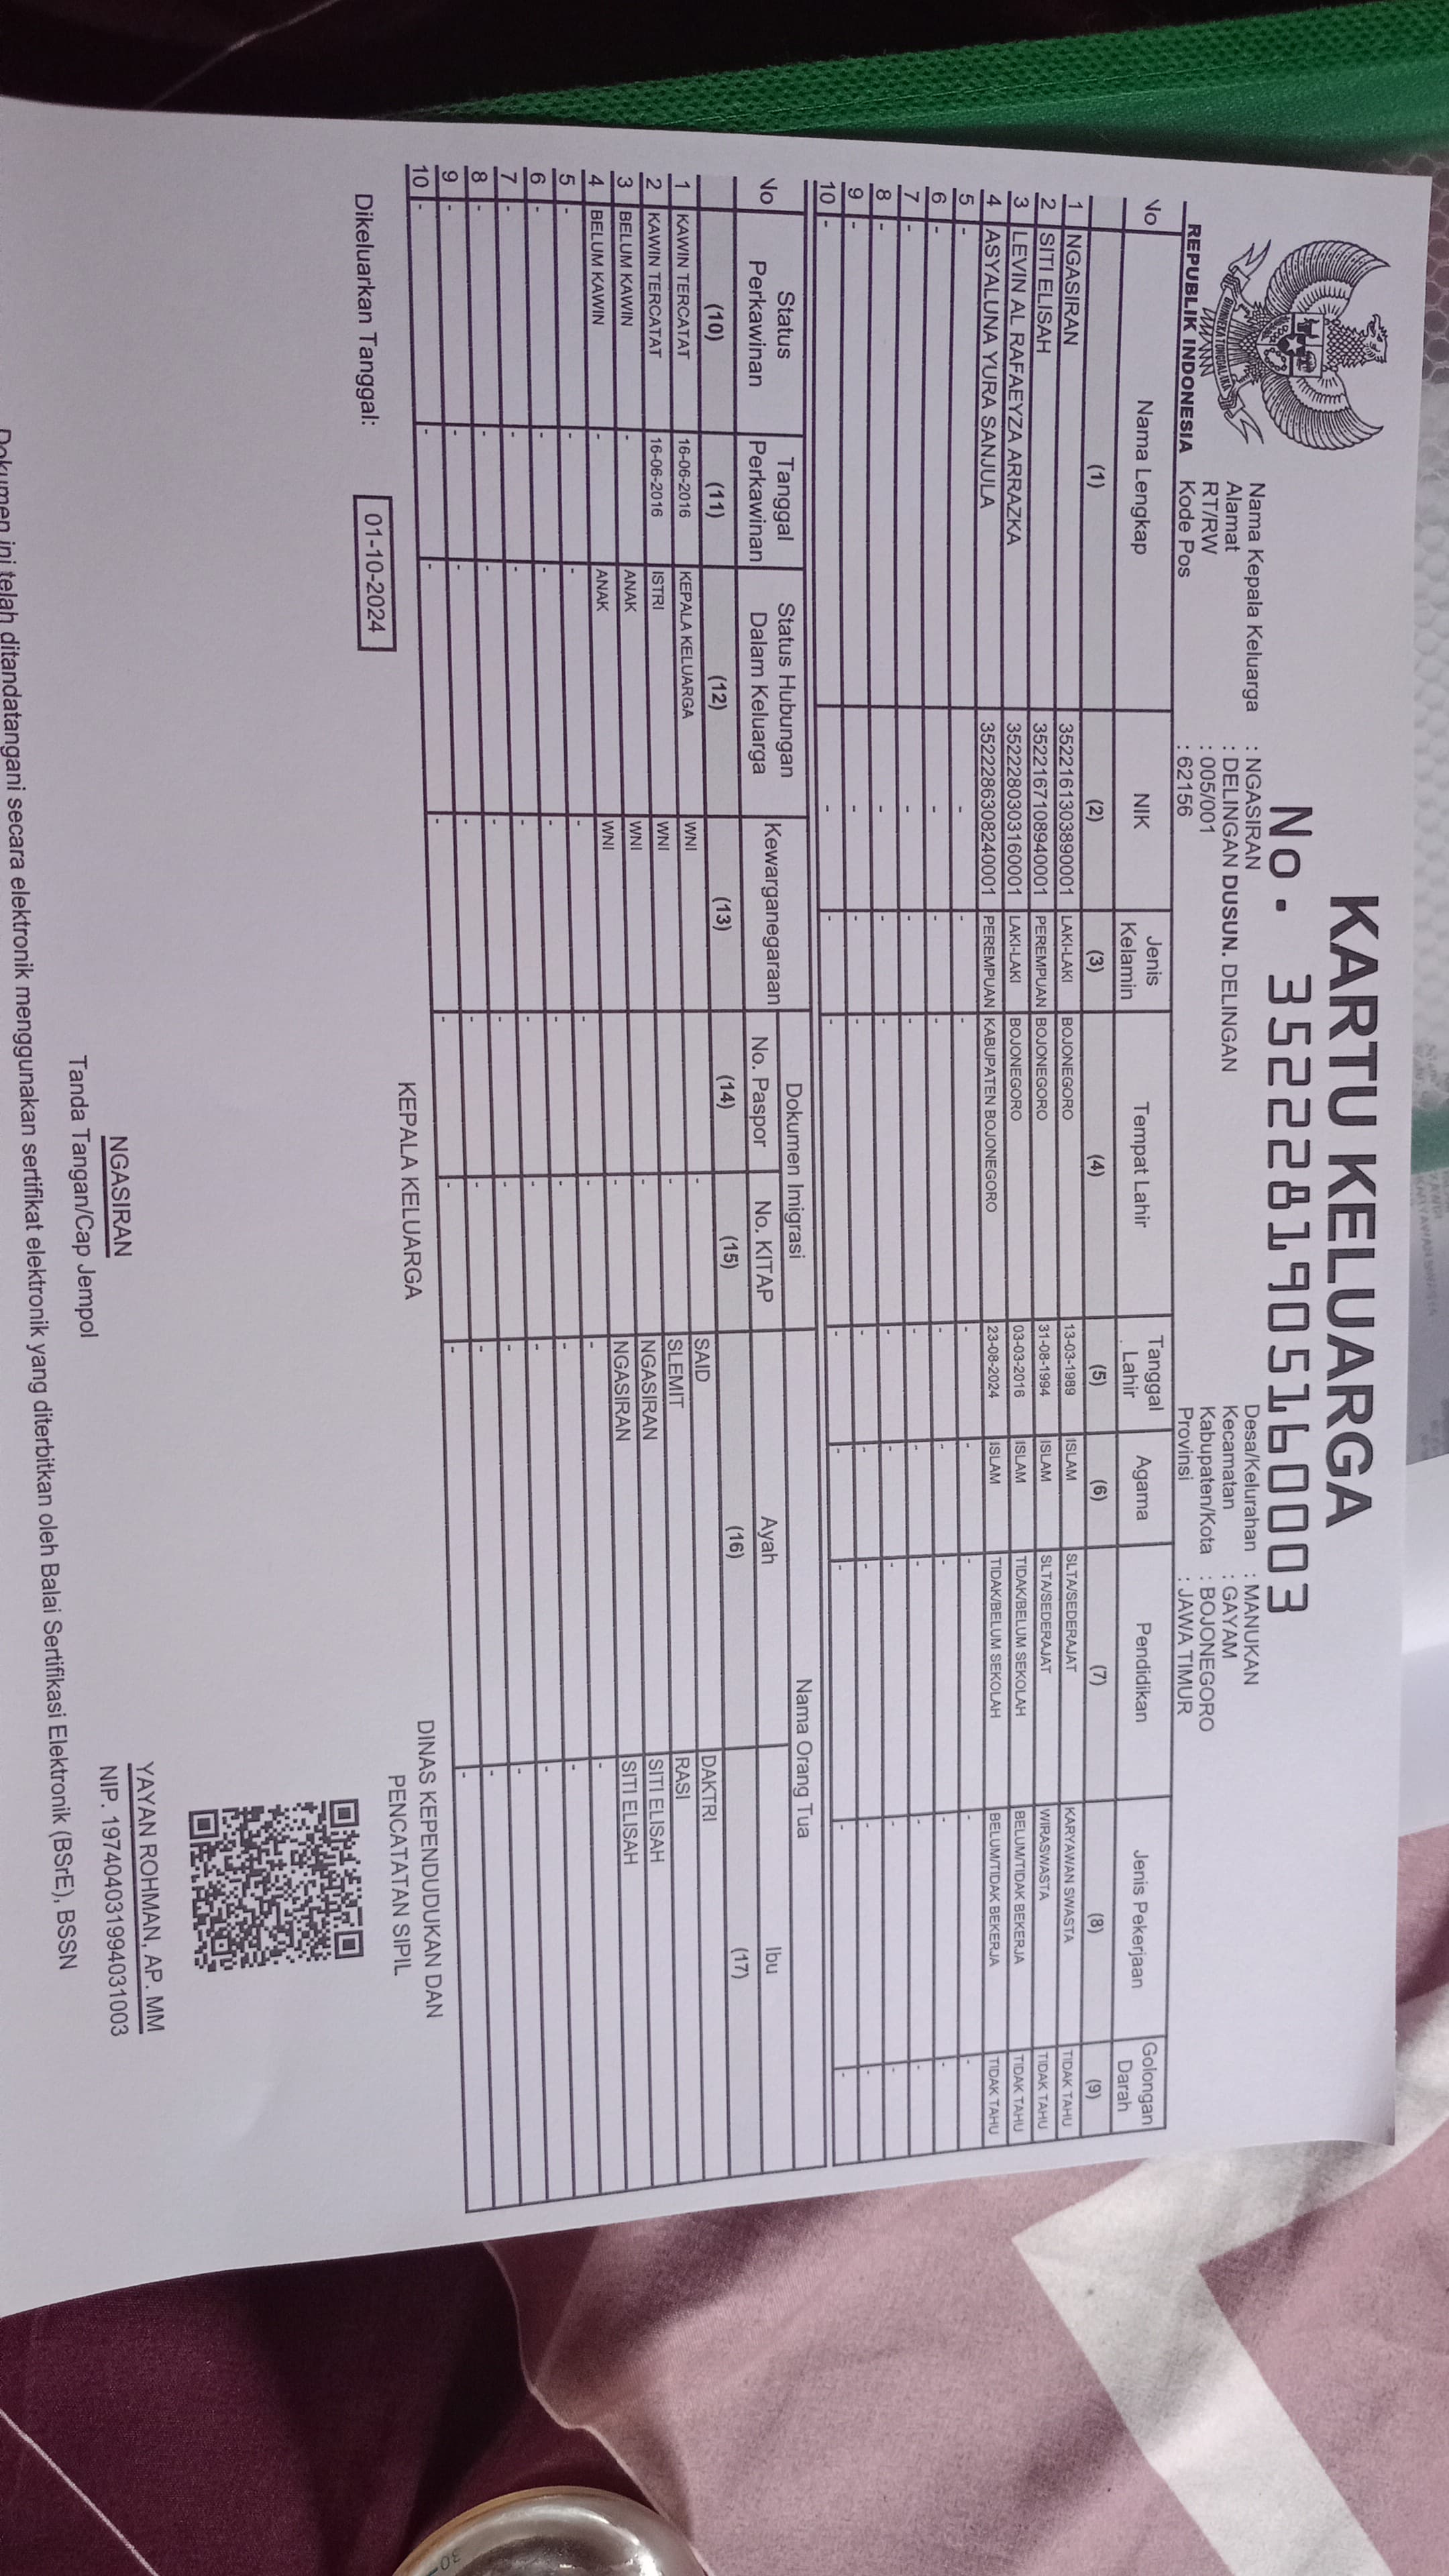 KARTU KELUARGA
No. 3522281905160003
REPUBLIK INDONESIA
Nama Kepala Keluarga : NGASIRAN
Alamat : DELINGAN DUSUN. DELINGAN
RT/RW : 005/001
Kode Pos : 62156
Desa/Kelurahan : MANUKAN
Kecamatan : GAYAM
Kabupaten/Kota : BOJONEGORO
Provinsi : JAWA TIMUR
No Nama Lengkap NIK Jenis Kelamin Tempat Lahir Tanggal Lahir Agama Pendidikan Jenis Pekerjaan Golongan Darah
(1) (2) (3) (4) (5) (6) (7) (8) (9)
1 NGASIRAN 3522161303890001 LAKI-LAKI BOJONEGORO 13-03-1989 ISLAM SLTA/SEDERAJAT KARYAWAN SWASTA TIDAK TAHU
2 SITI ELISAH 3522167108940001 PEREMPUAN BOJONEGORO 31-08-1994 ISLAM SLTA/SEDERAJAT WIRASWASTA TIDAK TAHU
3 LEVIN AL RAFAEYZA ARRAZKA 3522280303160001 LAKI-LAKI BOJONEGORO 03-03-2016 ISLAM TIDAK/BELUM SEKOLAH BELUM/TIDAK BEKERJA TIDAK TAHU
4 ASYALUNA YURA SANJULA 3522286308240001 PEREMPUAN KABUPATEN BOJONEGORO 23-08-2024 ISLAM TIDAK/BELUM SEKOLAH BELUM/TIDAK BEKERJA TIDAK TAHU
5 - - - - - - - - -
6 - - - - - - - - -
7 - - - - - - - - -
8 - - - - - - - - -
9 - - - - - - - - -
10 - - - - - - - - -
No Status Perkawinan Tanggal Perkawinan Status Hubungan Dalam Keluarga Kewarganegaraan Dokumen Imigrasi Nama Orang Tua
No. Paspor No. KITAP Ayah Ibu
(10) (11) (12) (13) (14) (15) (16) (17)
1 KAWIN TERCATAT 16-06-2016 KEPALA KELUARGA WNI - SAID DAKTRI
2 KAWIN TERCATAT 16-06-2016 ISTRI WNI - SLEMIT RASI
3 BELUM KAWIN - ANAK WNI - NGASIRAN SITI ELISAH
4 BELUM KAWIN - ANAK WNI - NGASIRAN SITI ELISAH
5 - - - - - - - -
6 - - - - - - - -
7 - - - - - - - -
8 - - - - - - - -
9 - - - - - - - -
10 - - - - - - - -
Dikeluarkan Tanggal: 01-10-2024
KEPALA KELUARGA
DINAS KEPENDUDUKAN DAN
PENCATATAN SIPIL
NGASIRAN
Tanda Tangan/Cap Jempol
YAYAN ROHMAN, AP. MM
NIP. 197404031994031003
Dokumen ini telah ditandatangani secara elektronik menggunakan sertifikat elektronik yang diterbitkan oleh Balai Sertifikasi Elektronik (BSrE), BSSN
30